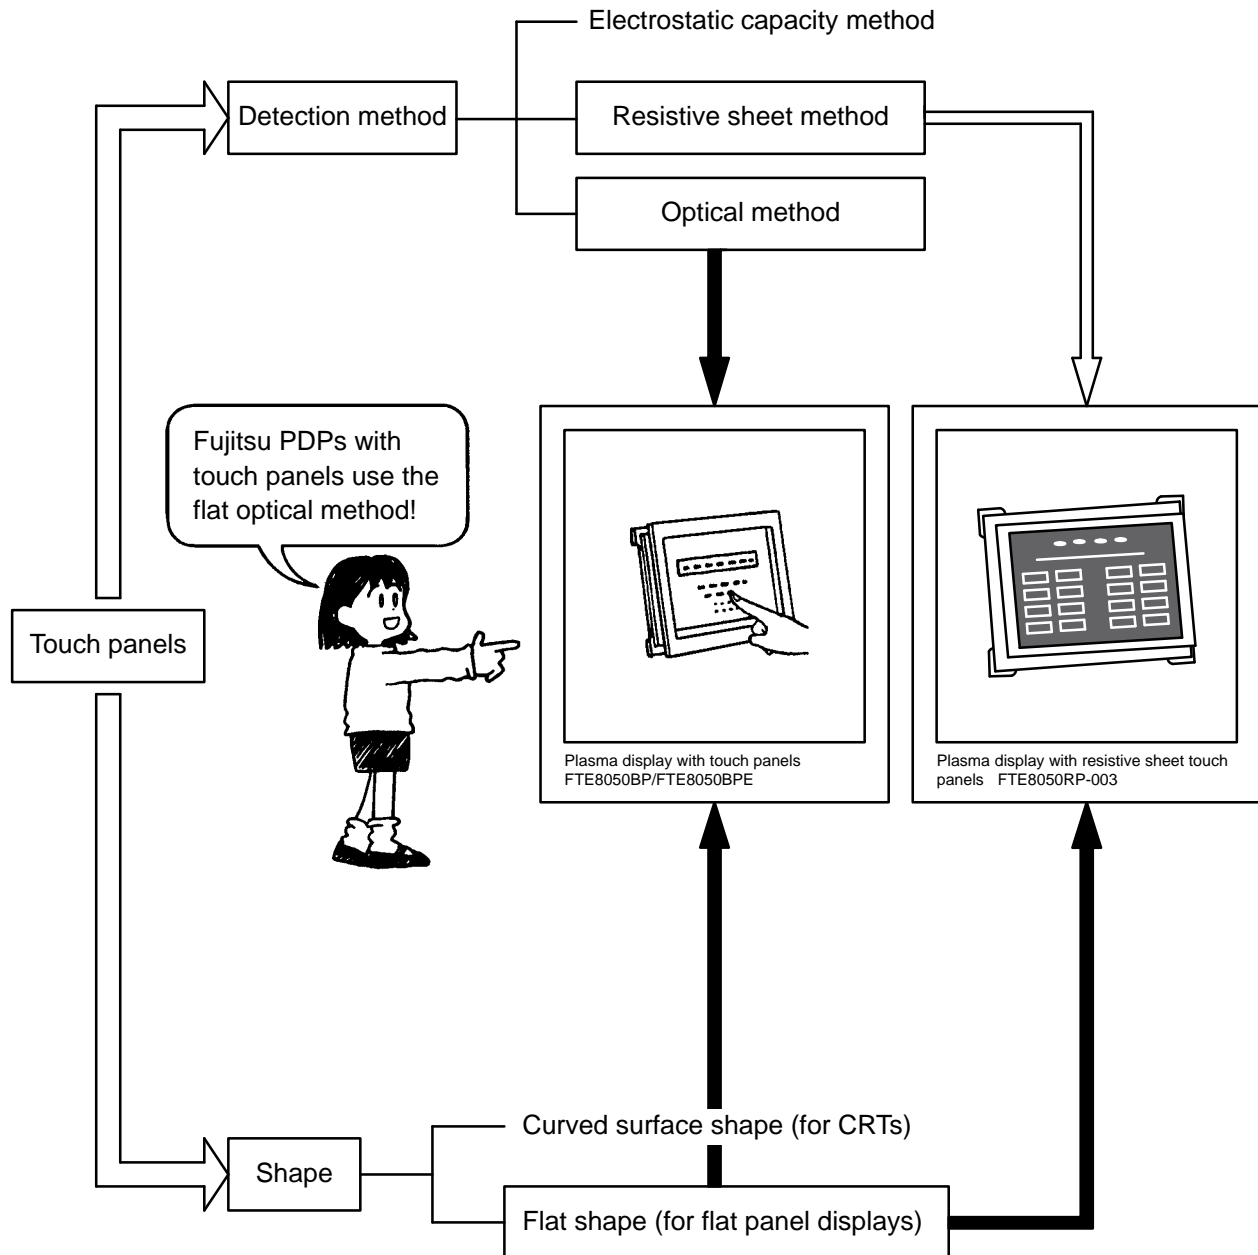 Electrostatic capacity method
Detection method
Resistive sheet method
Optical method
Fujitsu PDPs with
touch panels use the
flat optical method!
Touch panels
Plasma display with touch panels
FTE8050BP/FTE8050BPE
Plasma display with resistive sheet touch
panels FTE8050RP-003
Curved surface shape (for CRTs)
Shape
Flat shape (for flat panel displays)